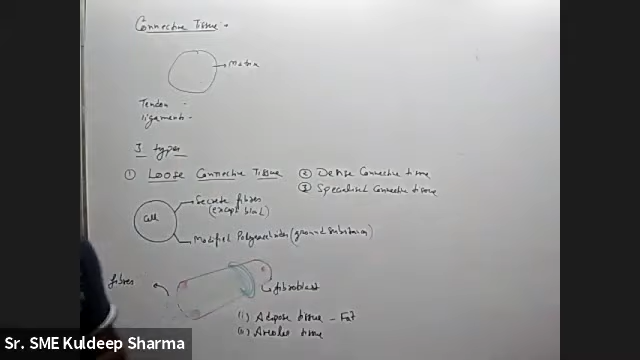 Connective Tissue :-
Matrix
Tendon :-
ligaments -
3 types
① Loose Connective Tissue
② Dense Connective tissue
③ Specialised Connective tissue
Cell
Secrete fibres
(except blood)
Modified Polysaccharides (ground substance)
fibres
fibroblast
(i) Adipose tissue - Fat
(ii) Areolar tissue
Sr. SME Kuldeep Sharma